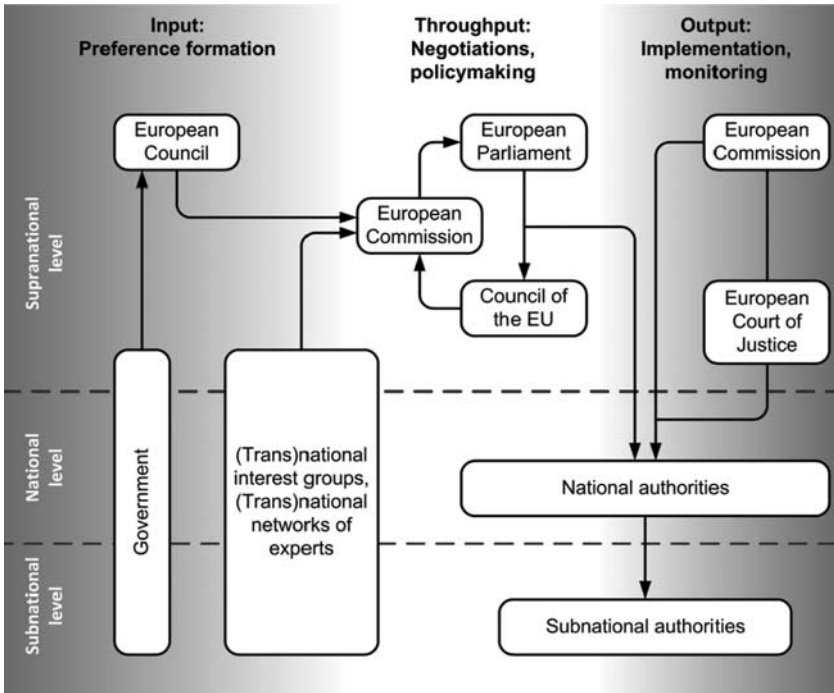 Input:
Preference formation
Throughput:
Negotiations,
policymaking
Output:
Implementation,
monitoring
Supranational
level
National
level
Subnational
level
European
Council
European
Commission
European
Parliament
Council of
the EU
European
Commission
European
Court of
Justice
Government
(Trans)national
interest groups,
(Trans)national
networks of
experts
National authorities
Subnational authorities